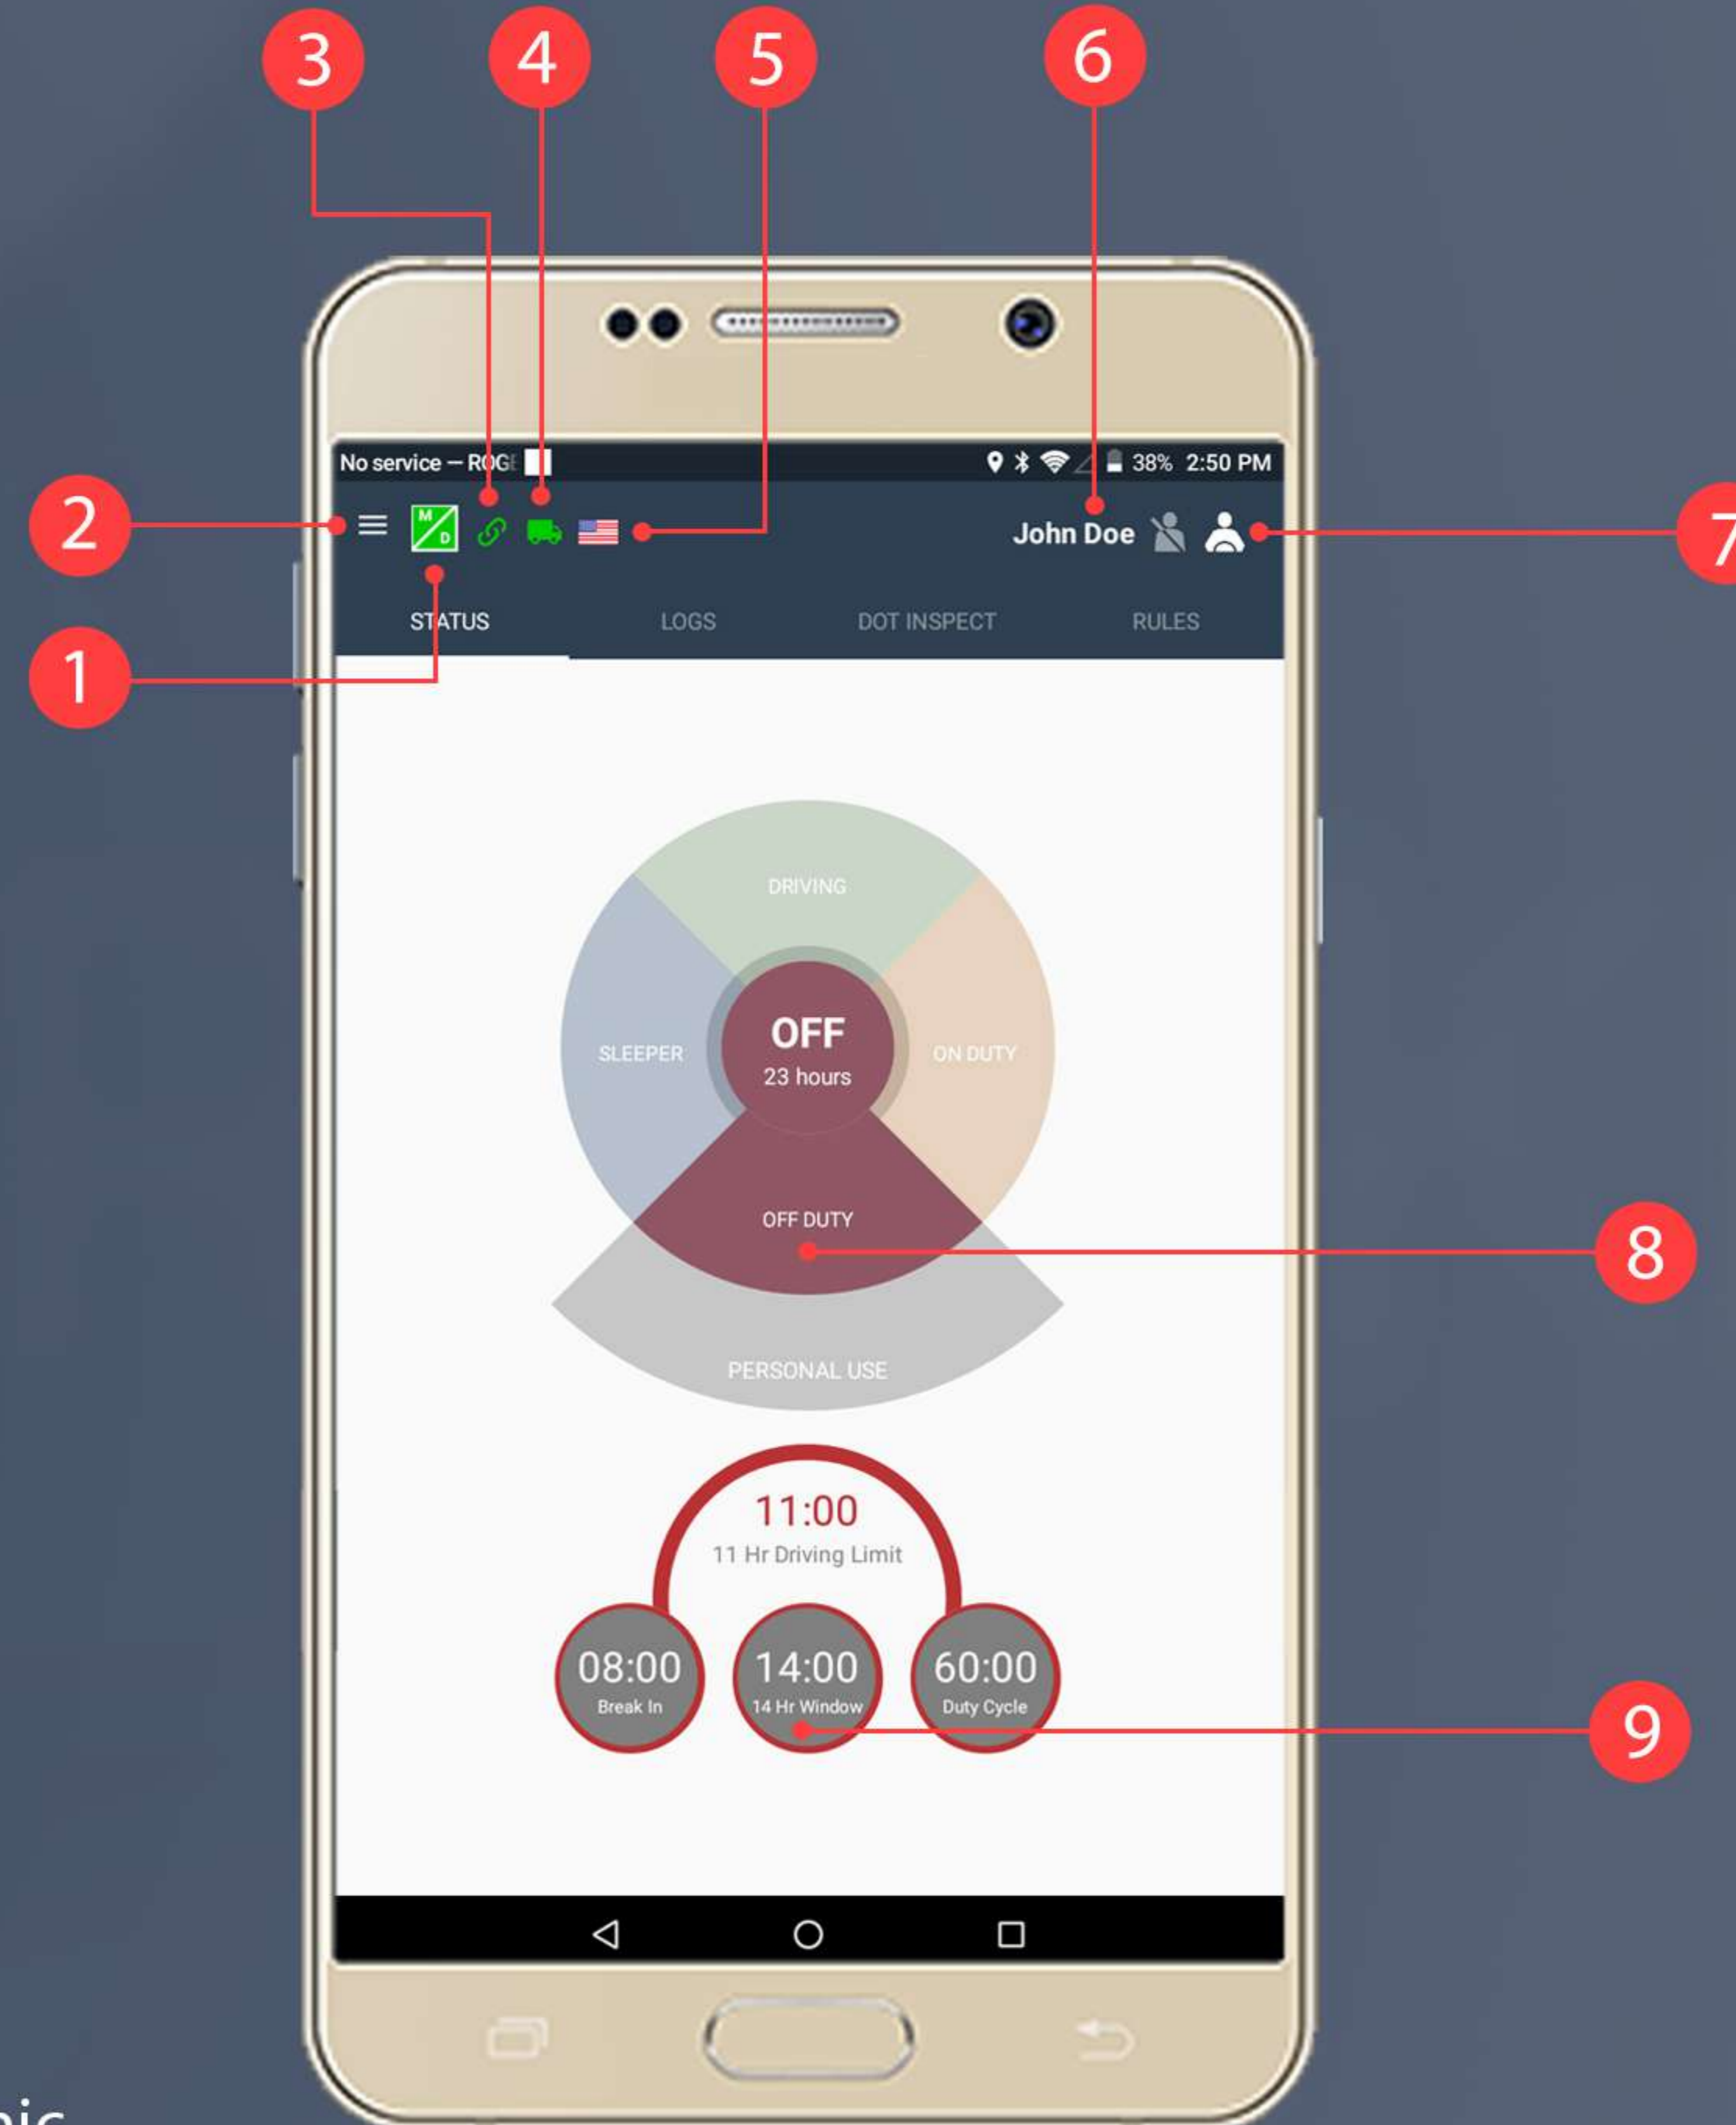 3 4 5 6
No service — ROG
38% 2:50 PM
2
M
D
John Doe
7
STATUS LOGS DOT INSPECT RULES
1
DRIVING
OFF
SLEEPER
ON DUTY
23 hours
OFF DUTY
8
PERSONAL USE
11:00
11 Hr Driving Limit
08:00 14:00 60:00
Break In 14 Hr Window Duty Cycle
9